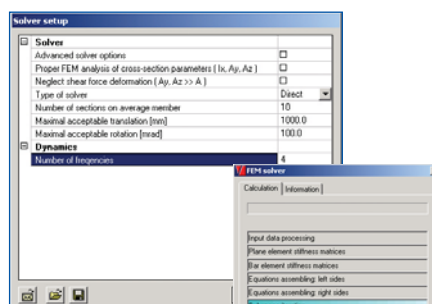 Solver setup
Solver
Advanced solver options
Proper FEM analysis of cross-section parameters ( Ix, Ay, Az )
Neglect shear force deformation ( Ay, Az >> A )
Type of solver Direct
Number of sections on average member 10
Maximal acceptable translation [mm] 1000.0
Maximal acceptable rotation [mrad] 100.0
Dynamics
Number of freqencies 4
FEM solver
Calculation Information
Input data processing
Plane element stiffness matrices
Bar element stiffness matrices
Equations assembling: left sides
Equations assembling: right sides